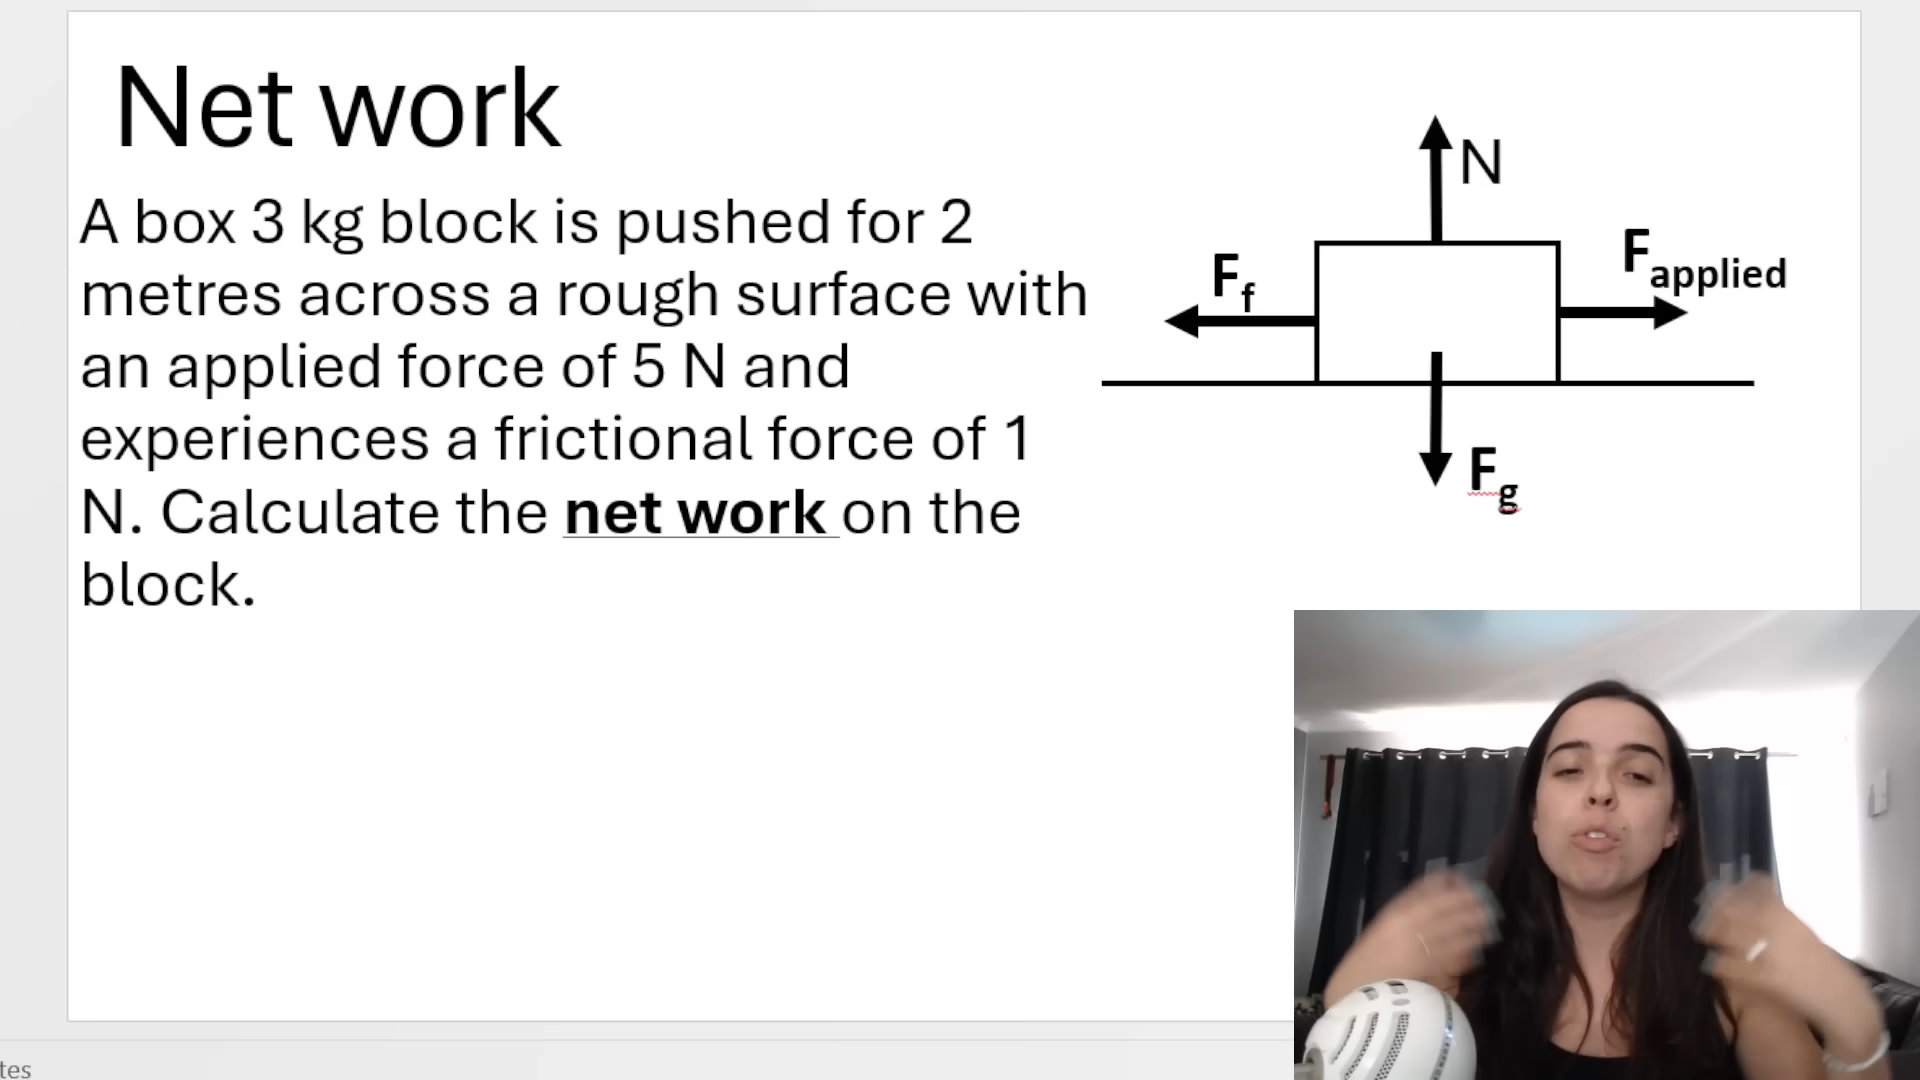 Net work
A box 3 kg block is pushed for 2
metres across a rough surface with
an applied force of 5 N and
experiences a frictional force of 1
N. Calculate the net work on the
block.
N
Ff
Fapplied
Fg
tes